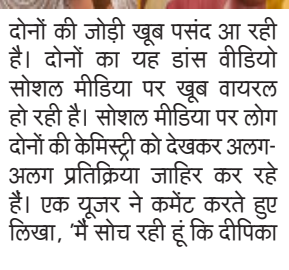 दोनों की जोड़ी खूब पसंद आ रही
है। दोनों का यह डांस वीडियो
सोशल मीडिया पर खूब वायरल
हो रही है। सोशल मीडिया पर लोग
दोनों की केमिस्ट्री को देखकर अलग-
अलग प्रतिक्रिया जाहिर कर रहे
हैं। एक यूजर ने कमेंट करते हुए
लिखा, 'मैं सोच रही हूं कि दीपिका